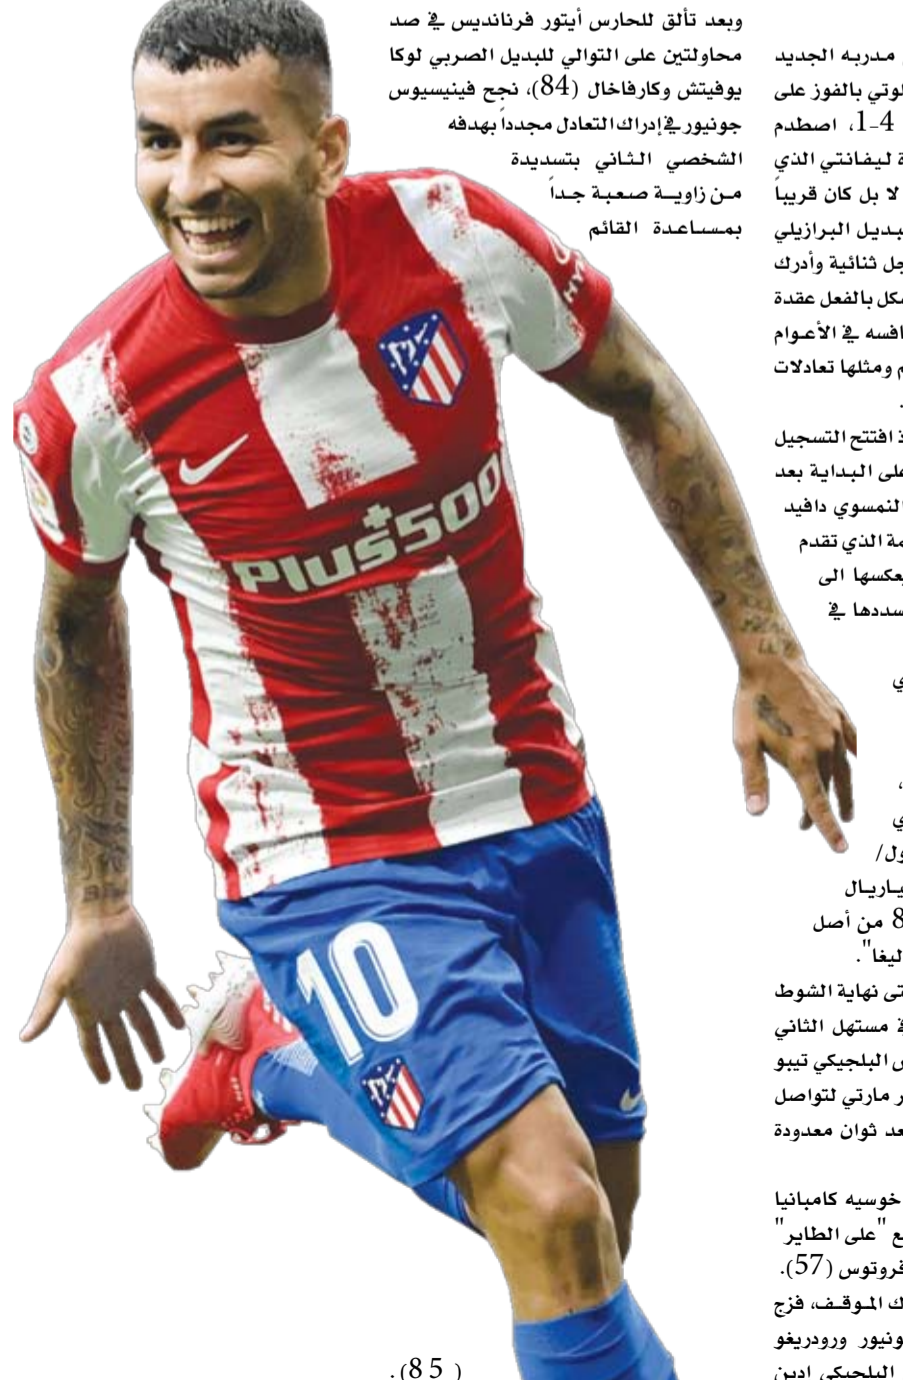 مدربه الجديد
لوتي بالفوز على
4-1، اصطدم
ة ليفانتي الذي
لا بل كان قريباً
بديل البرازيلي
جل ثنائية وأدرك
كل بالفعل عقدة
افسه في الأعوام
م ومثلها تعادلات
.
ذ افتتح التسجيل
على البداية بعد
النمسوي دافيد
مة الذي تقدم
يعكسها الى
سددها في
ي
،
ي
ول/
ياريال
8 من أصل
ليغا".
تى نهاية الشوط
في مستهل الثاني
س البلجيكي تيبو
ر مارتي لتواصل
عد ثوان معدودة
خوسيه كامبانيا
ع "على الطاير"
قروتوس (57).
ك الموقف، فزج
ونيور ورودريغو
البلجيكي ادين
وبعد تألق للحارس أيتور فرنانديس في صد
محاولتين على التوالي للبديل الصربي لوكا
يوفيتش وكارفاخال (84)، نجح فينيسيوس
جونيور في إدراك التعادل مجدداً بهدفه
الشخصي الثاني بتسديدة
من زاوية صعبة جداً
بمساعدة القائم
(85).
HY
Plus500
10